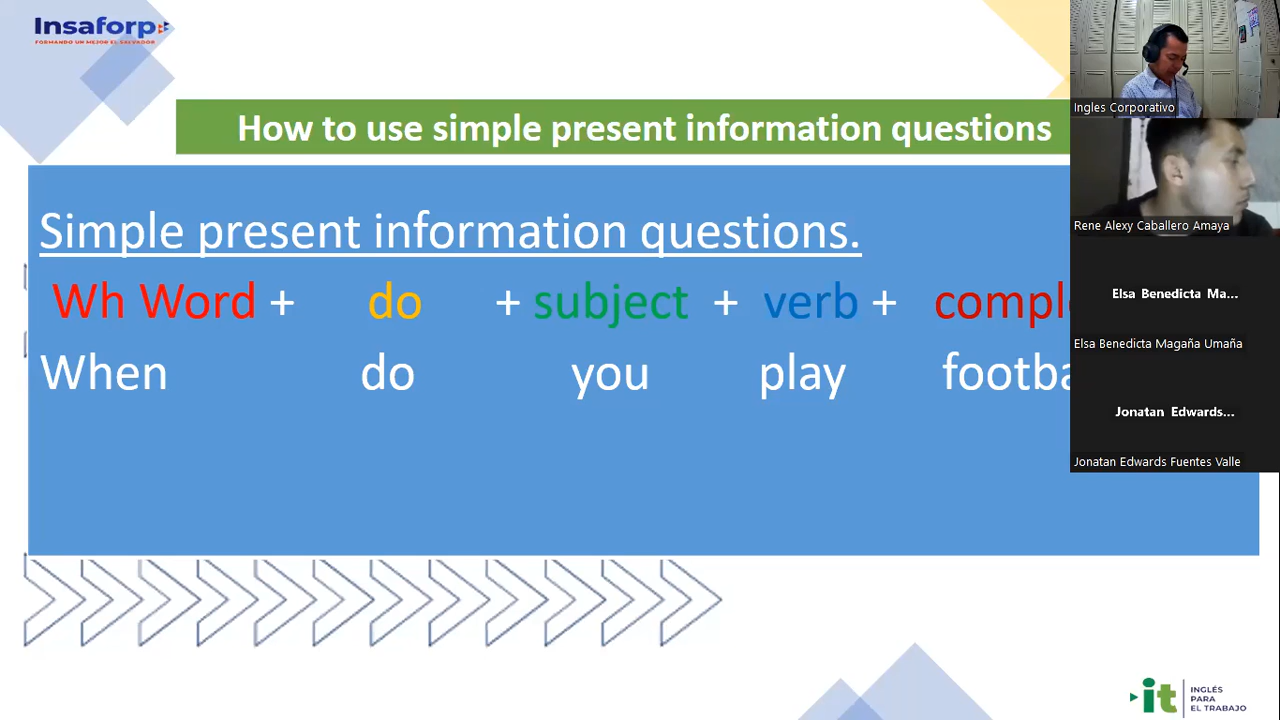 Insaforp
FORMANDO UN MEJOR EL SALVADOR
How to use simple present information questions
Simple present information questions.
Wh Word + do + subject + verb + comple
When do you play footba
Ingles Corporativo
Rene Alexy Caballero Amaya
Elsa Benedicta Ma...
Elsa Benedicta Magaña Umaña
Jonatan Edwards...
Jonatan Edwards Fuentes Valle
it
INGLÉS
PARA
EL TRABAJO